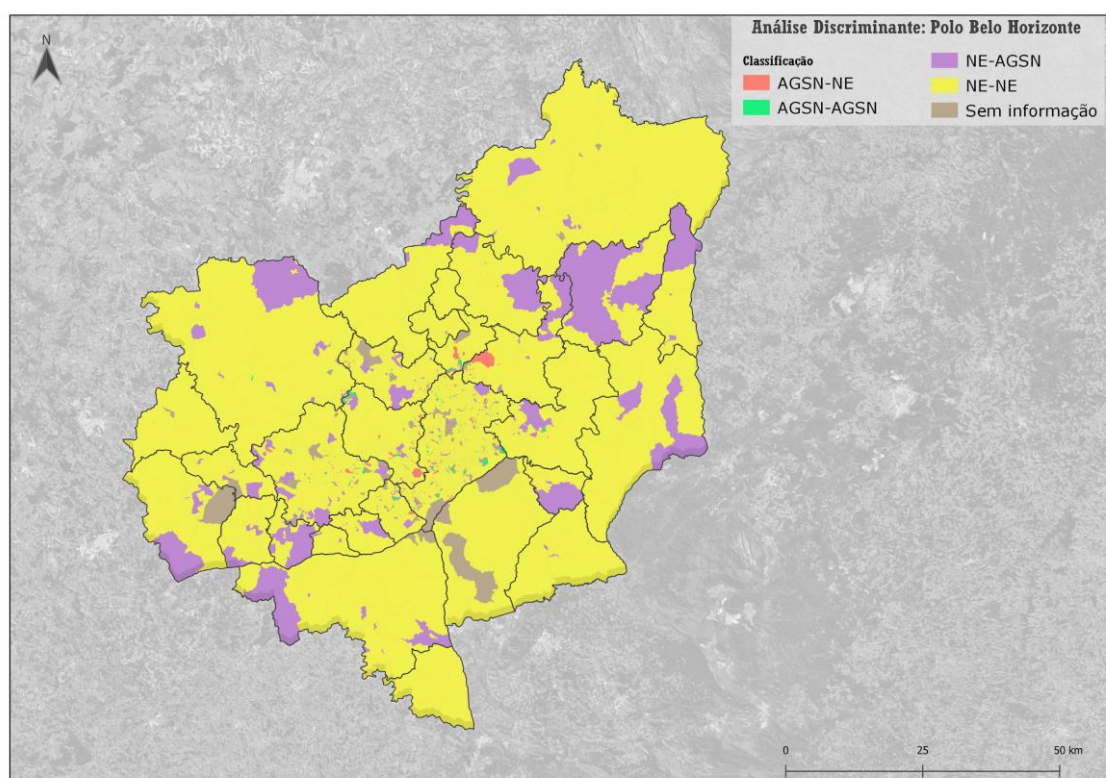 Análise Discriminante: Polo Belo Horizonte
N
Classificação
AGSN-NE
AGSN-AGSN
NE-AGSN
NE-NE
Sem informação
0 25 50 km